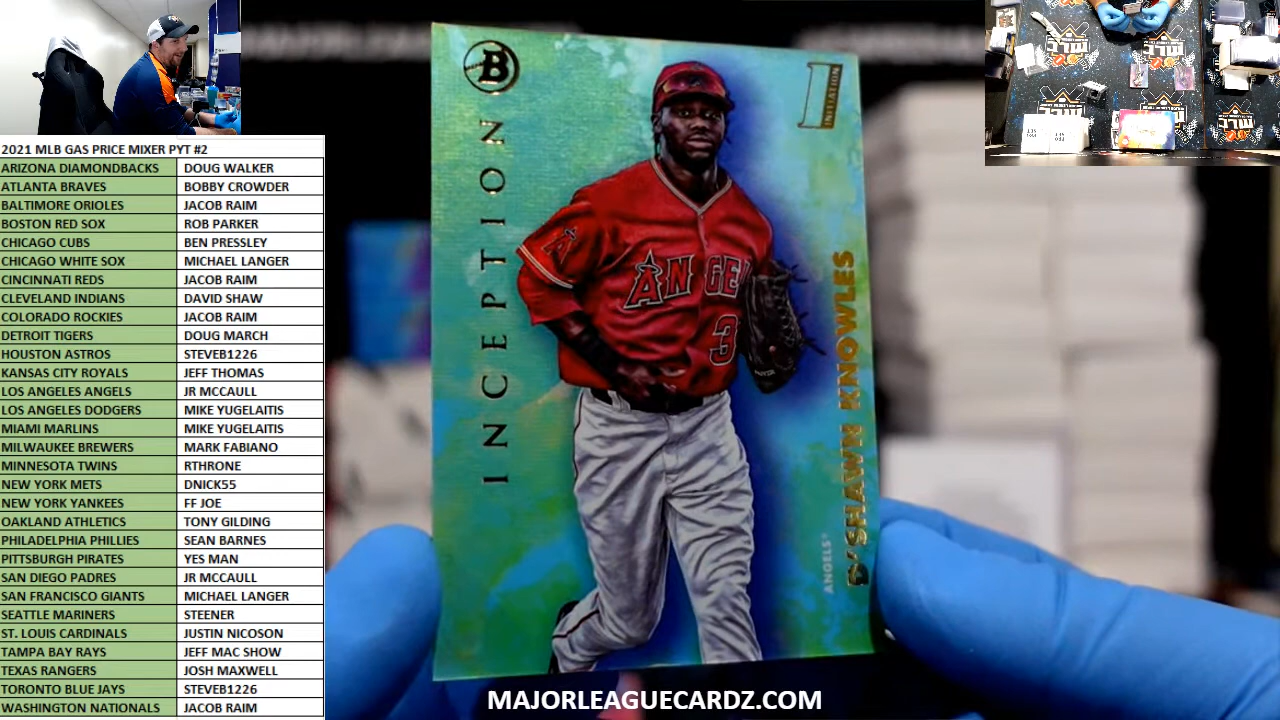 2021 MLB GAS PRICE MIXER PYT #2
ARIZONA DIAMONDBACKS DOUG WALKER
ATLANTA BRAVES BOBBY CROWDER
BALTIMORE ORIOLES JACOB RAIM
BOSTON RED SOX ROB PARKER
CHICAGO CUBS BEN PRESSLEY
CHICAGO WHITE SOX MICHAEL LANGER
CINCINNATI REDS JACOB RAIM
CLEVELAND INDIANS DAVID SHAW
COLORADO ROCKIES JACOB RAIM
DETROIT TIGERS DOUG MARCH
HOUSTON ASTROS STEVEB1226
KANSAS CITY ROYALS JEFF THOMAS
LOS ANGELES ANGELS JR MCCAULL
LOS ANGELES DODGERS MIKE YUGELAITIS
MIAMI MARLINS MIKE YUGELAITIS
MILWAUKEE BREWERS MARK FABIANO
MINNESOTA TWINS RTHRONE
NEW YORK METS DNICK55
NEW YORK YANKEES FF JOE
OAKLAND ATHLETICS TONY GILDING
PHILADELPHIA PHILLIES SEAN BARNES
PITTSBURGH PIRATES YES MAN
SAN DIEGO PADRES JR MCCAULL
SAN FRANCISCO GIANTS MICHAEL LANGER
SEATTLE MARINERS STEENER
ST. LOUIS CARDINALS JUSTIN NICOSON
TAMPA BAY RAYS JEFF MAC SHOW
TEXAS RANGERS JOSH MAXWELL
TORONTO BLUE JAYS STEVEB1226
WASHINGTON NATIONALS JACOB RAIM
B
INCEPTION
1
INITIATION
A
ANGE
3
ANGELS
D'SHAWN KNOWLES
MAJORLEAGUECARDZ.COM